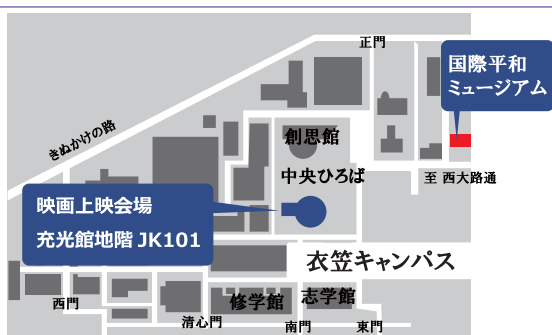 正門
国際平和
ミュージアム
きぬかけの路
創思館
中央ひろば
至 西大路通
映画上映会場
充光館地階 JK101
衣笠キャンパス
修学館
志学館
西門
清心門
南門
東門